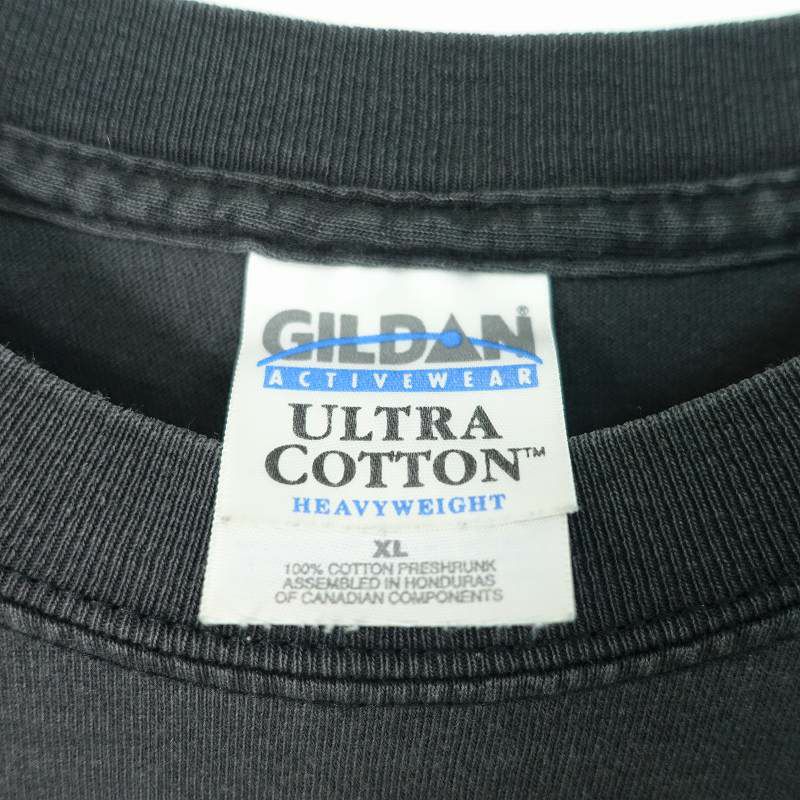 GILDAN®
ACTIVEWEAR
ULTRA
COTTON™
HEAVYWEIGHT
XL
100% COTTON PRESHRUNK
ASSEMBLED IN HONDURAS
OF CANADIAN COMPONENTS